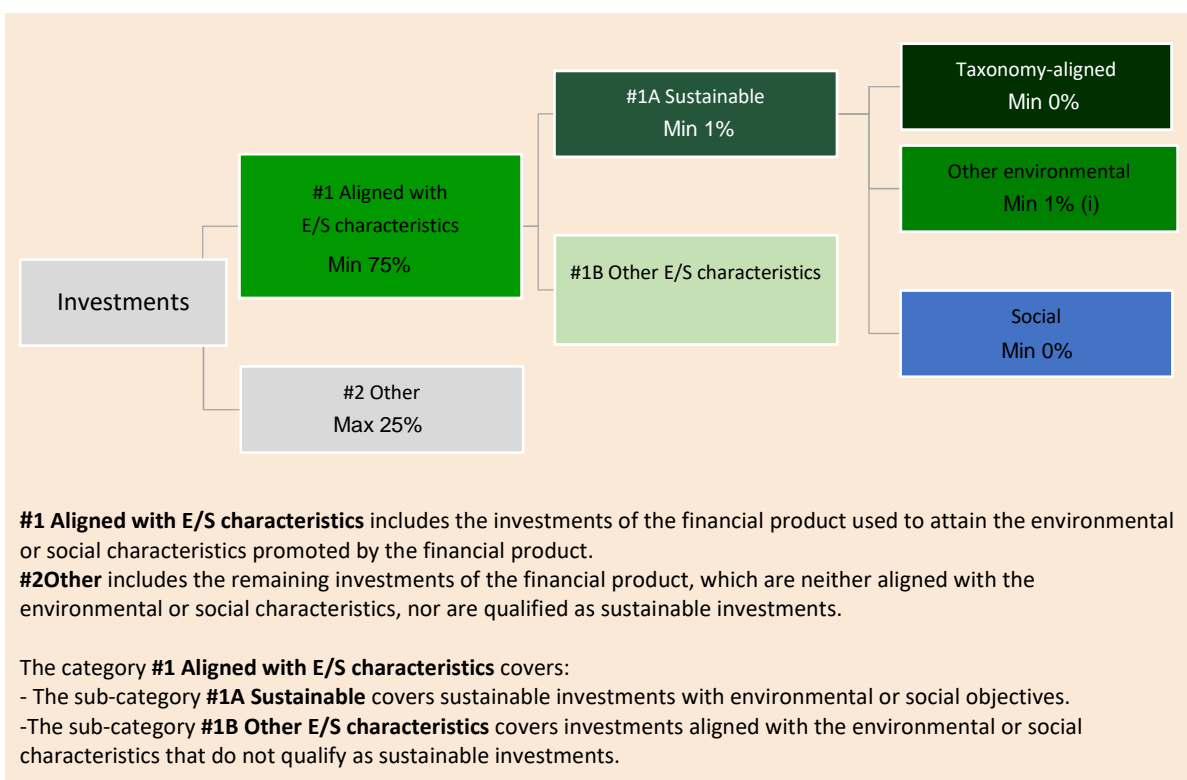 Investments
#1 Aligned with
E/S characteristics
Min 75%
#2 Other
Max 25%
#1A Sustainable
Min 1%
#1B Other E/S characteristics
Taxonomy-aligned
Min 0%
Other environmental
Min 1% (i)
Social
Min 0%
#1 Aligned with E/S characteristics includes the investments of the financial product used to attain the environmental
or social characteristics promoted by the financial product.
#2Other includes the remaining investments of the financial product, which are neither aligned with the
environmental or social characteristics, nor are qualified as sustainable investments.
The category #1 Aligned with E/S characteristics covers:
- The sub-category #1A Sustainable covers sustainable investments with environmental or social objectives.
-The sub-category #1B Other E/S characteristics covers investments aligned with the environmental or social
characteristics that do not qualify as sustainable investments.